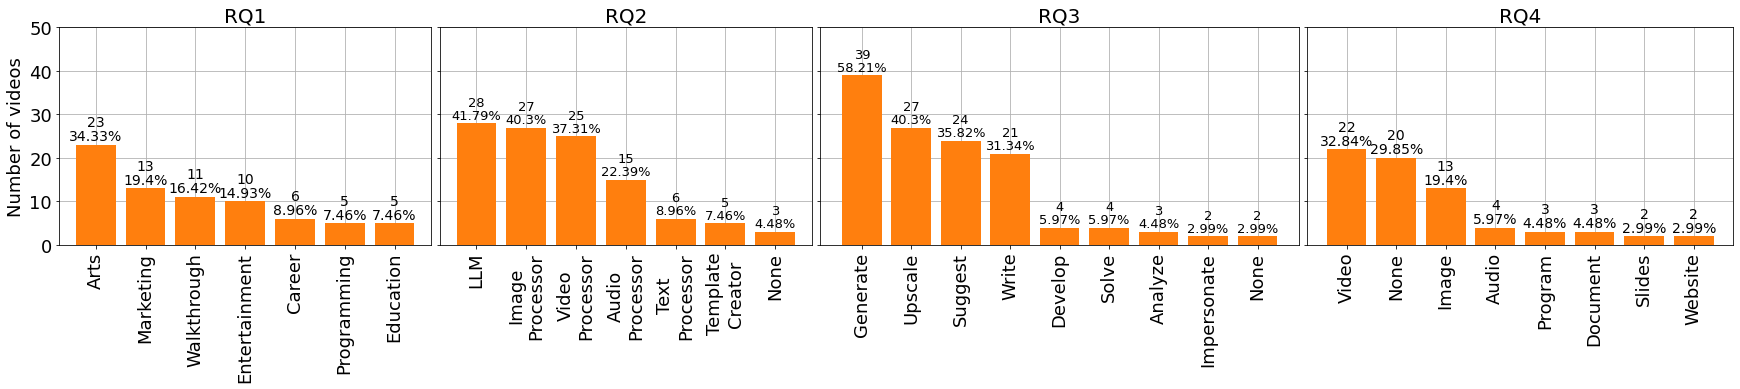 RQ1
RQ2
RQ3
RQ4
Number of videos
50
40
30
20
10
0
23
34.33%
13
19.4%
11
16.42%
10
14.93%
6
8.96%
5
7.46%
5
7.46%
Arts
Marketing
Walkthrough
Entertainment
Career
Programming
Education
28
41.79%
27
40.3%
25
37.31%
15
22.39%
6
8.96%
5
7.46%
3
4.48%
LLM
Image
Processor
Video
Processor
Audio
Processor
Text
Processor
Template
Creator
None
39
58.21%
27
40.3%
24
35.82%
21
31.34%
4
5.97%
4
5.97%
3
4.48%
2
2.99%
2
2.99%
Generate
Upscale
Suggest
Write
Develop
Solve
Analyze
Impersonate
None
22
32.84%
20
29.85%
13
19.4%
4
5.97%
3
4.48%
3
4.48%
2
2.99%
2
2.99%
Video
None
Image
Audio
Program
Document
Slides
Website